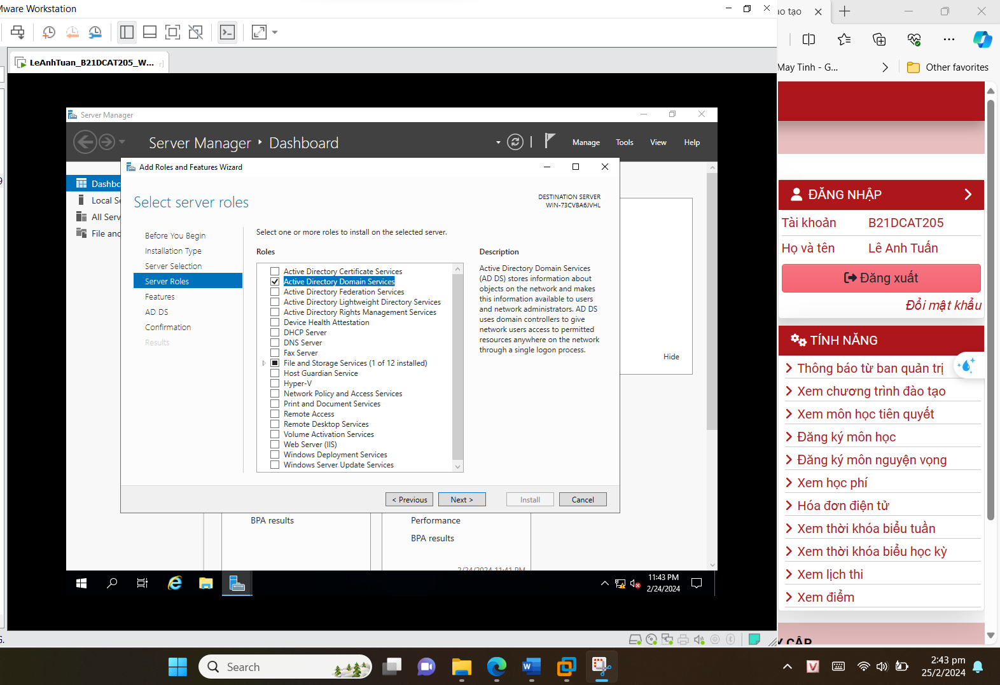 Mware Workstation
LeAnhTuan_B21DCAT205_W...
Server Manager
Server Manager
Dashboard
Manage
Tools
View
Help
Dashbo
Local Se
All Serv
File and
Add Roles and Features Wizard
Select server roles
DESTINATION SERVER
WIN-73CVBA6JVHL
Before You Begin
Installation Type
Server Selection
Server Roles
Features
AD DS
Confirmation
Results
Select one or more roles to install on the selected server.
Roles
Active Directory Certificate Services
Active Directory Domain Services
Active Directory Federation Services
Active Directory Lightweight Directory Services
Active Directory Rights Management Services
Device Health Attestation
DHCP Server
DNS Server
Fax Server
File and Storage Services (1 of 12 installed)
Host Guardian Service
Hyper-V
Network Policy and Access Services
Print and Document Services
Remote Access
Remote Desktop Services
Volume Activation Services
Web Server (IIS)
Windows Deployment Services
Windows Server Update Services
Description
Active Directory Domain Services
(AD DS) stores information about
objects on the network and makes
this information available to users
and network administrators. AD DS
uses domain controllers to give
network users access to permitted
resources anywhere on the network
through a single logon process.
Hide
< Previous
Next >
Install
Cancel
BPA results
Performance
BPA results
2/24/2024 11:41 PM
11:43 PM
2/24/2024
ao tạo
May Tinh - G...
Other favorites
ĐĂNG NHẬP
Tài khoản B21DCAT205
Họ và tên Lê Anh Tuấn
Đăng xuất
Đổi mật khẩu
TÍNH NĂNG
Thông báo từ ban quản trị
Xem chương trình đào tạo
Xem môn học tiên quyết
Đăng ký môn học
Đăng ký môn nguyện vọng
Xem học phí
Hóa đơn điện tử
Xem thời khóa biểu tuần
Xem thời khóa biểu học kỳ
Xem lịch thi
Xem điểm
Y CẬP
Search
2:43 pm
25/2/2024